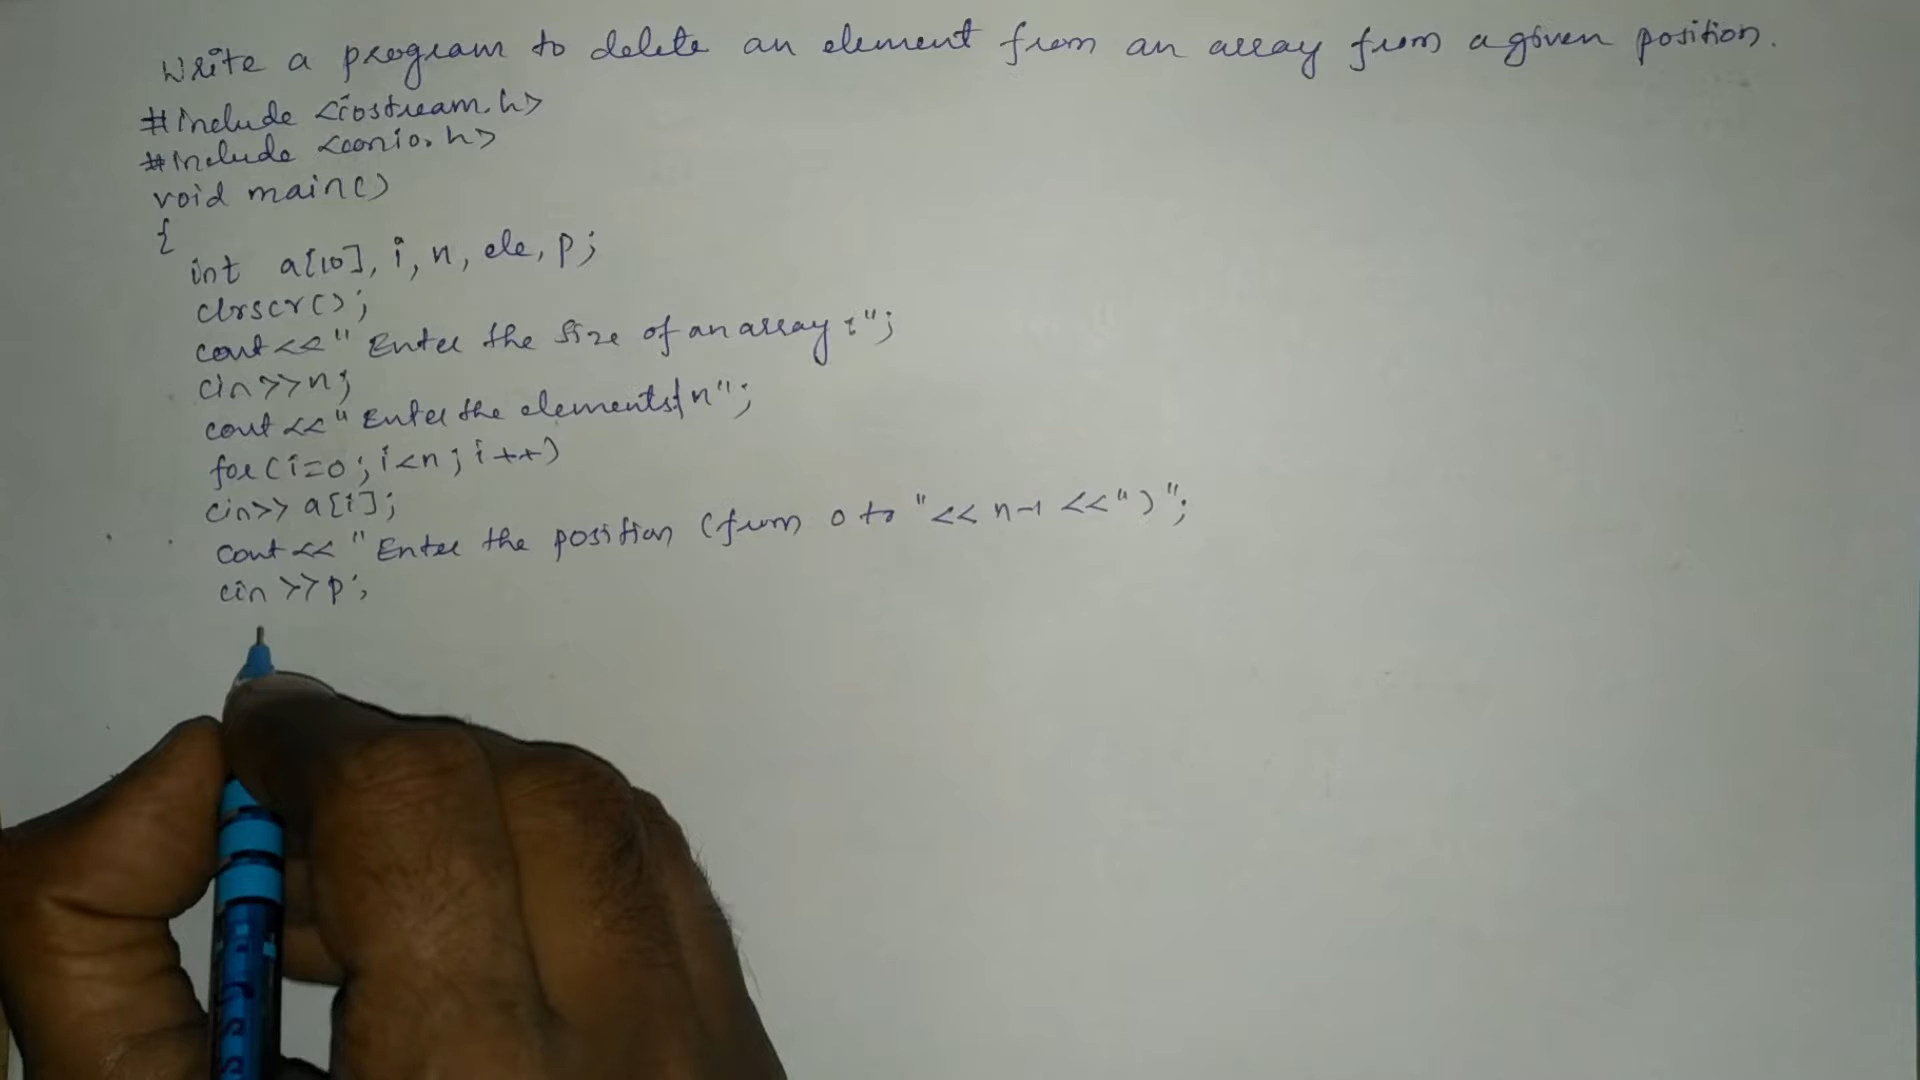 Write a program to delete an element from an array from a given position.
#include <iostream.h>
#include <conio.h>
void main()
{
int a[10], i, n, ele, p;
clrscr();
cout<<"Enter the size of an array:";
cin>>n;
cout<<"Enter the elements\n";
for(i=0; i<n; i++)
cin>>a[i];
cout<<"Enter the position (from 0 to "<<n-1<<")";
cin>>p;